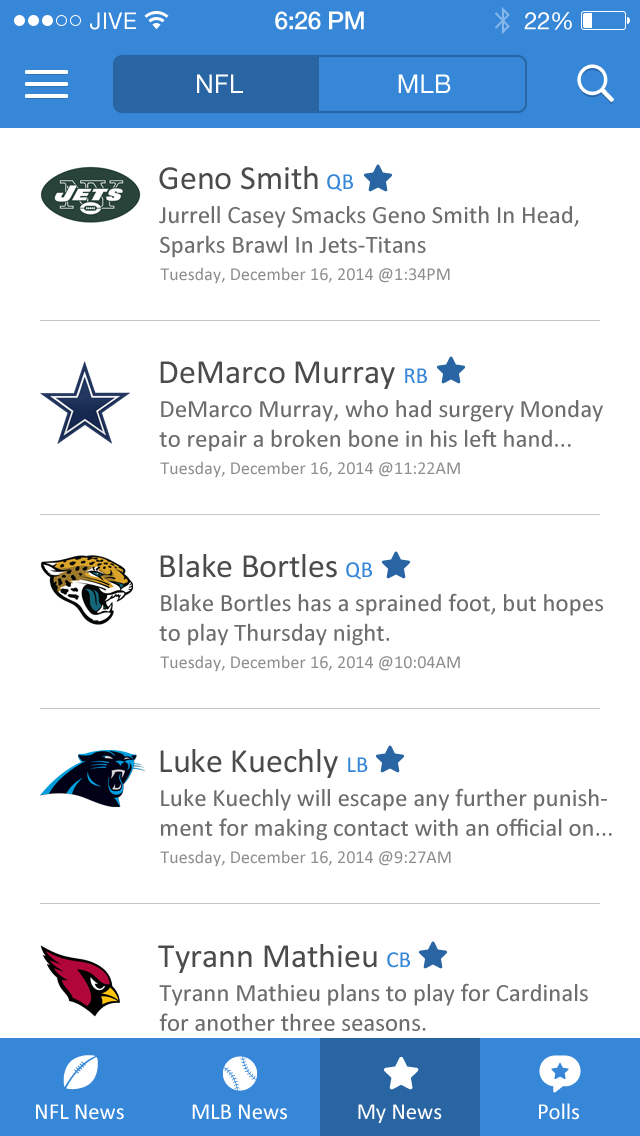 JIVE 6:26 PM 22%
NFL MLB
NY JETS
Geno Smith QB
Jurrell Casey Smacks Geno Smith In Head,
Sparks Brawl In Jets-Titans
Tuesday, December 16, 2014 @1:34PM
DeMarco Murray RB
DeMarco Murray, who had surgery Monday
to repair a broken bone in his left hand...
Tuesday, December 16, 2014 @11:22AM
Blake Bortles QB
Blake Bortles has a sprained foot, but hopes
to play Thursday night.
Tuesday, December 16, 2014 @10:04AM
Luke Kuechly LB
Luke Kuechly will escape any further punish-
ment for making contact with an official on...
Tuesday, December 16, 2014 @9:27AM
Tyrann Mathieu CB
Tyrann Mathieu plans to play for Cardinals
for another three seasons.
NFL News MLB News My News Polls